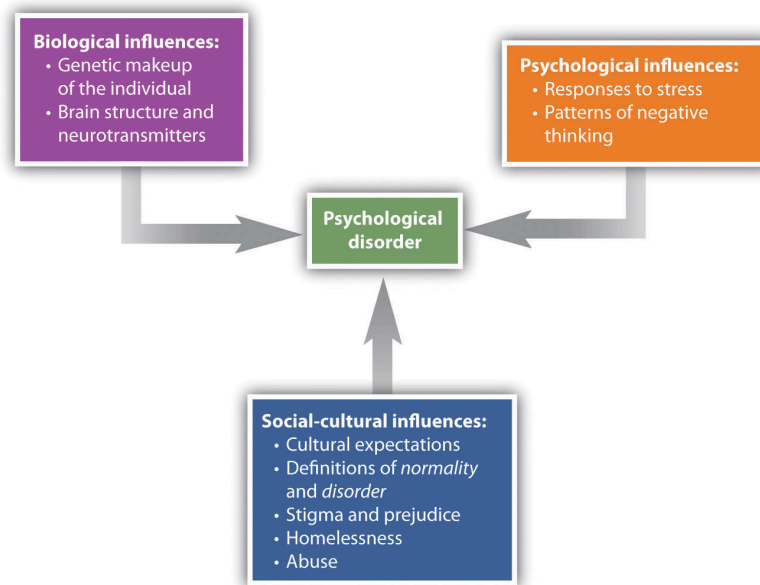 Biological influences:
• Genetic makeup
of the individual
• Brain structure and
neurotransmitters
Psychological influences:
• Responses to stress
• Patterns of negative
thinking
Psychological
disorder
Social-cultural influences:
• Cultural expectations
• Definitions of normality
and disorder
• Stigma and prejudice
• Homelessness
• Abuse